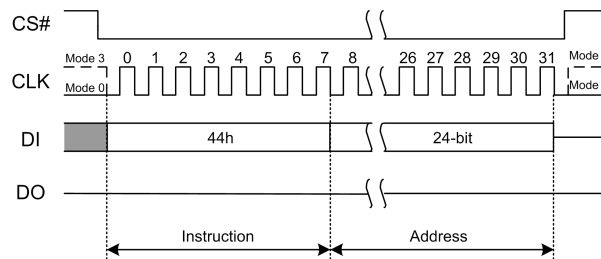 CS#
Mode 3 0 1 2 3 4 5 6 7 8 26 27 28 29 30 31 Mode
CLK
Mode 0 Mode
DI 44h 24-bit
DO
Instruction Address